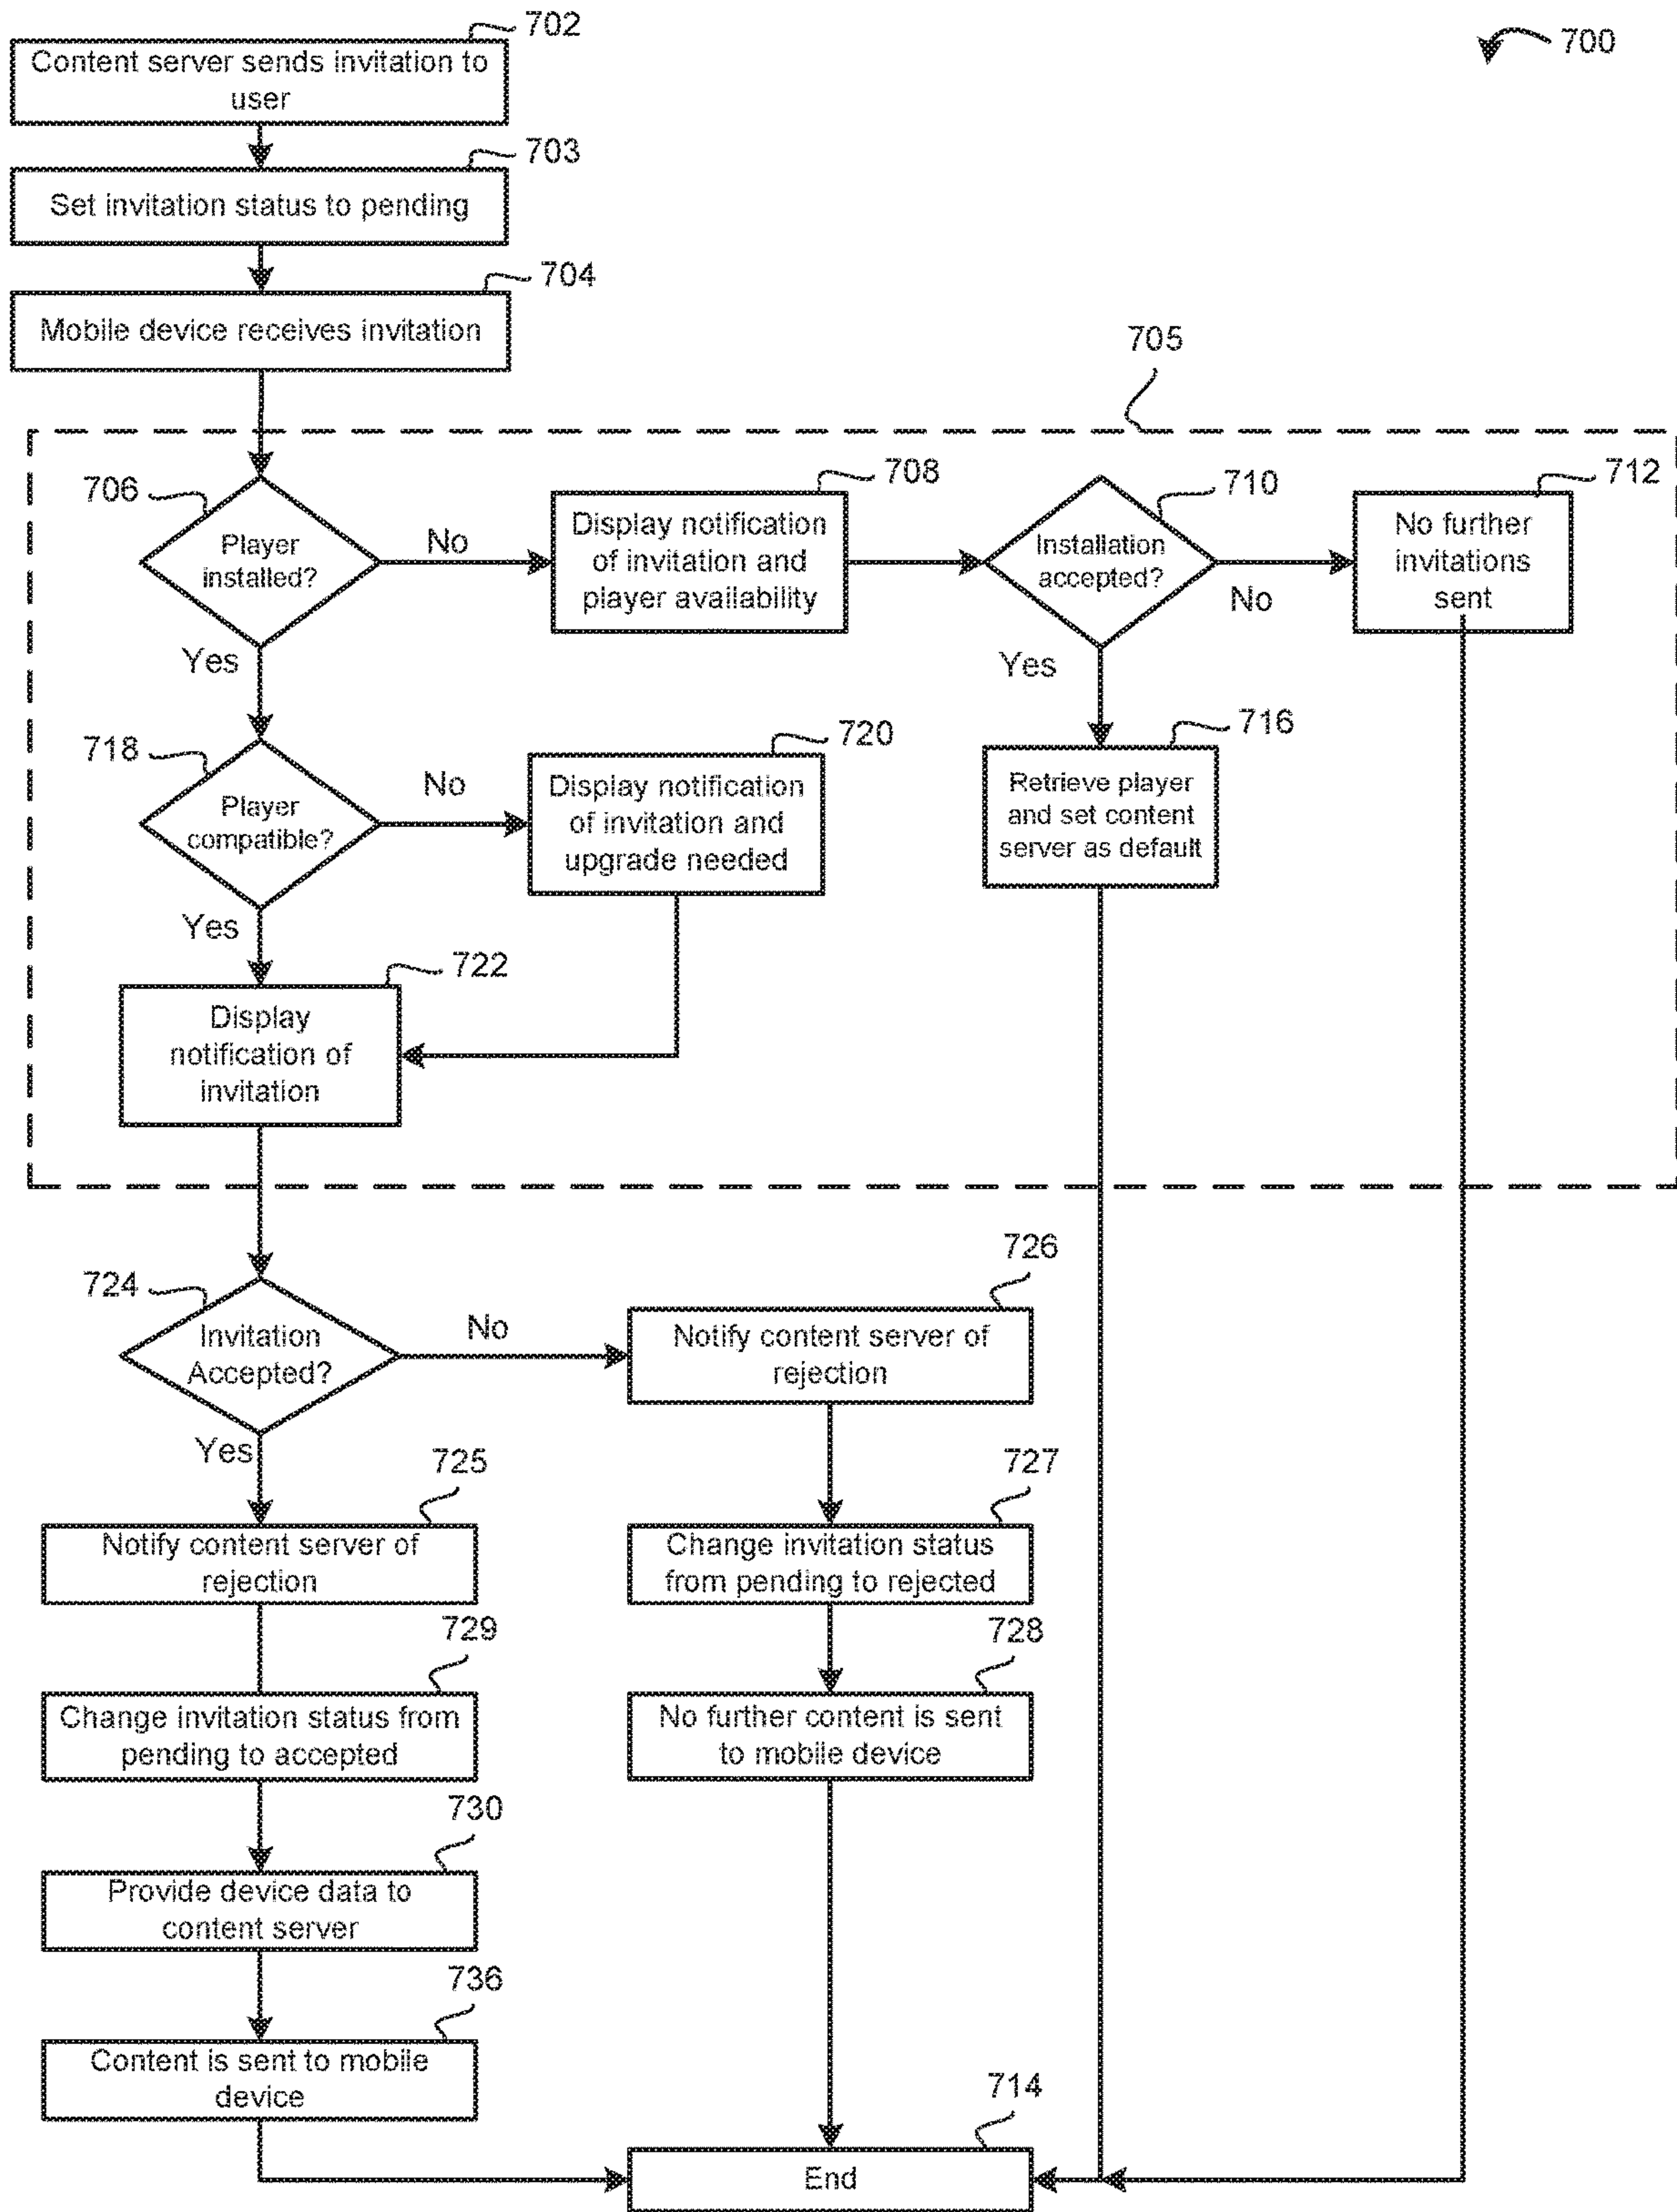 702
700
Content server sends invitation to
user
703
Set invitation status to pending
704
Mobile device receives invitation
705
706
Player
installed?
No
Yes
708
Display notification
of invitation and
player availability
710
Installation
accepted?
No
Yes
712
No further
invitations
sent
718
Player
compatible?
No
Yes
720
Display notification
of invitation and
upgrade needed
716
Retrieve player
and set content
server as default
722
Display
notification of
invitation
724
Invitation
Accepted?
No
Yes
726
Notify content server of
rejection
725
Notify content server of
rejection
727
Change invitation status
from pending to rejected
729
Change invitation status from
pending to accepted
728
No further content is sent
to mobile device
730
Provide device data to
content server
736
Content is sent to mobile
device
714
End